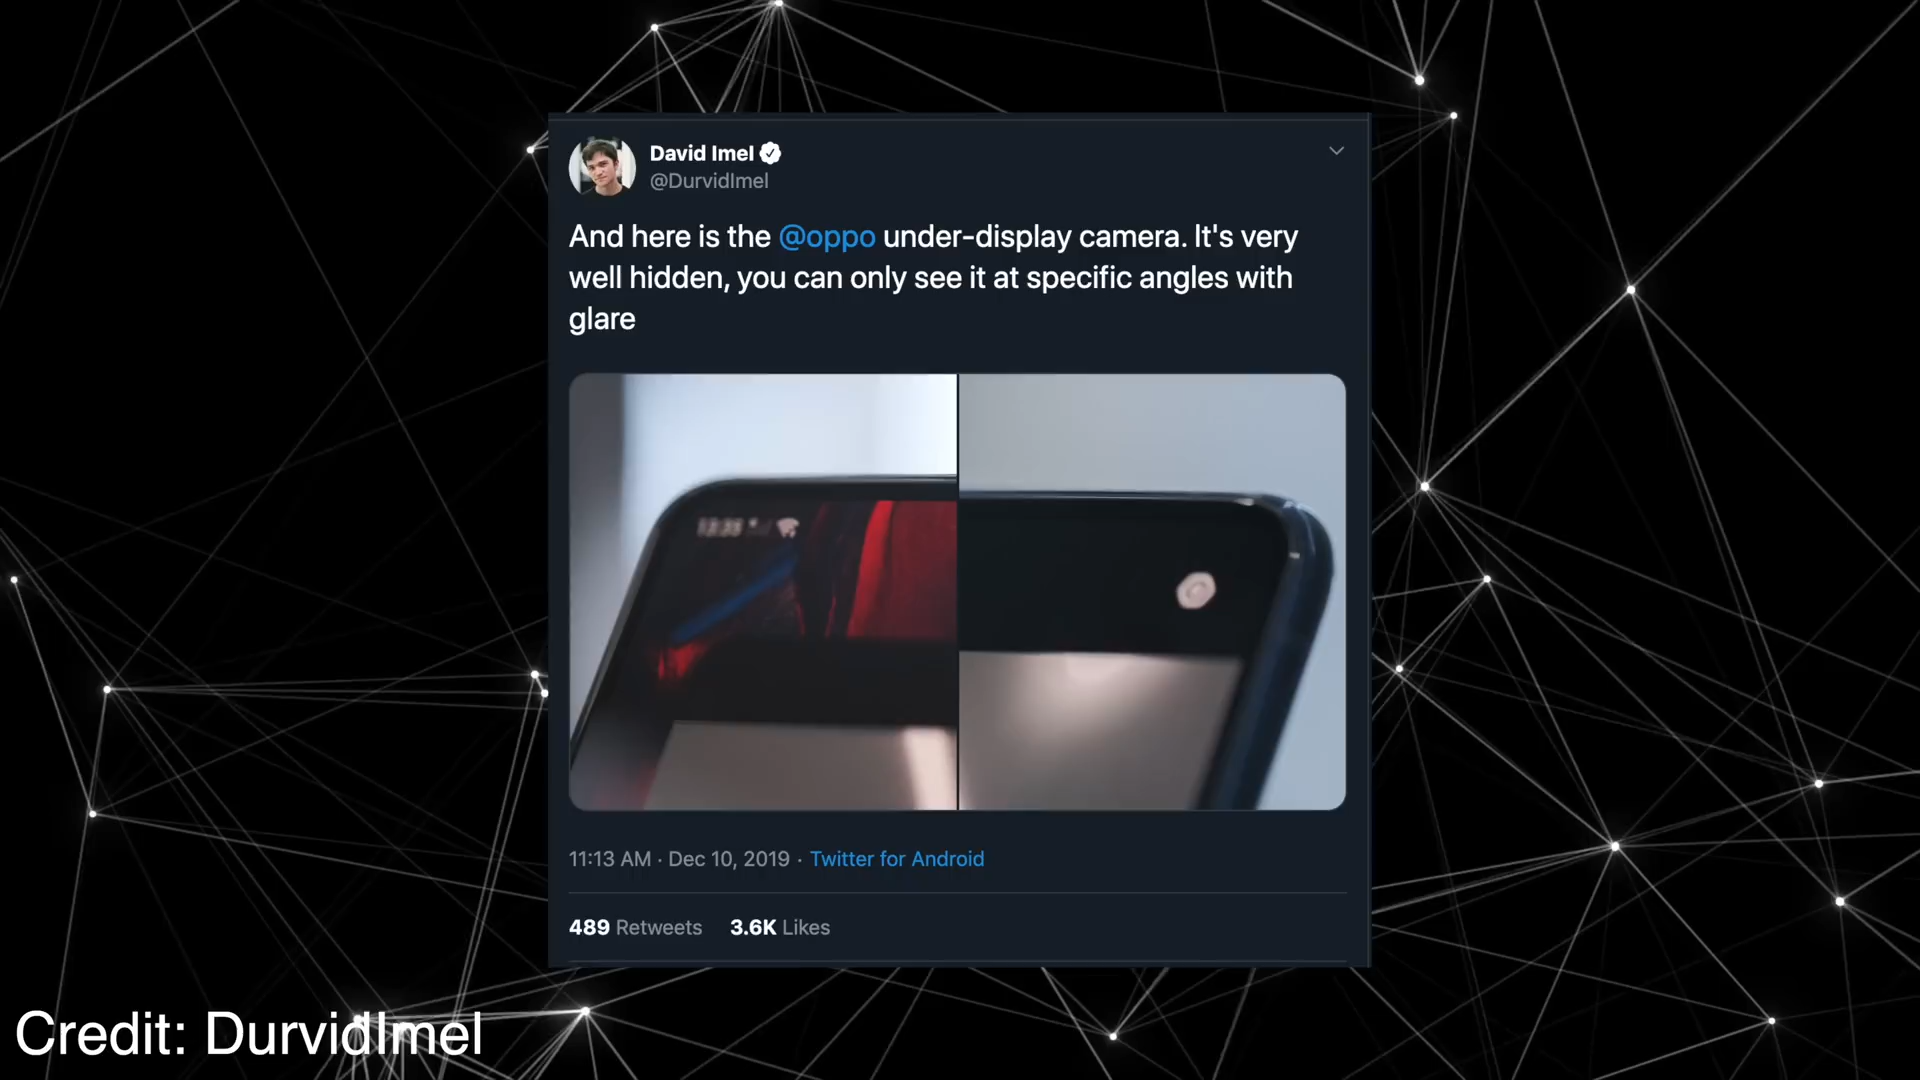 David Imel
@DurvidImel
And here is the @oppo under-display camera. It's very
well hidden, you can only see it at specific angles with
glare
11:13 AM · Dec 10, 2019 · Twitter for Android
489 Retweets 3.6K Likes
Credit: DurvidImel